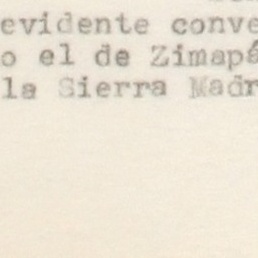 evidente conve
o el de Zimapá
la Sierra Madr